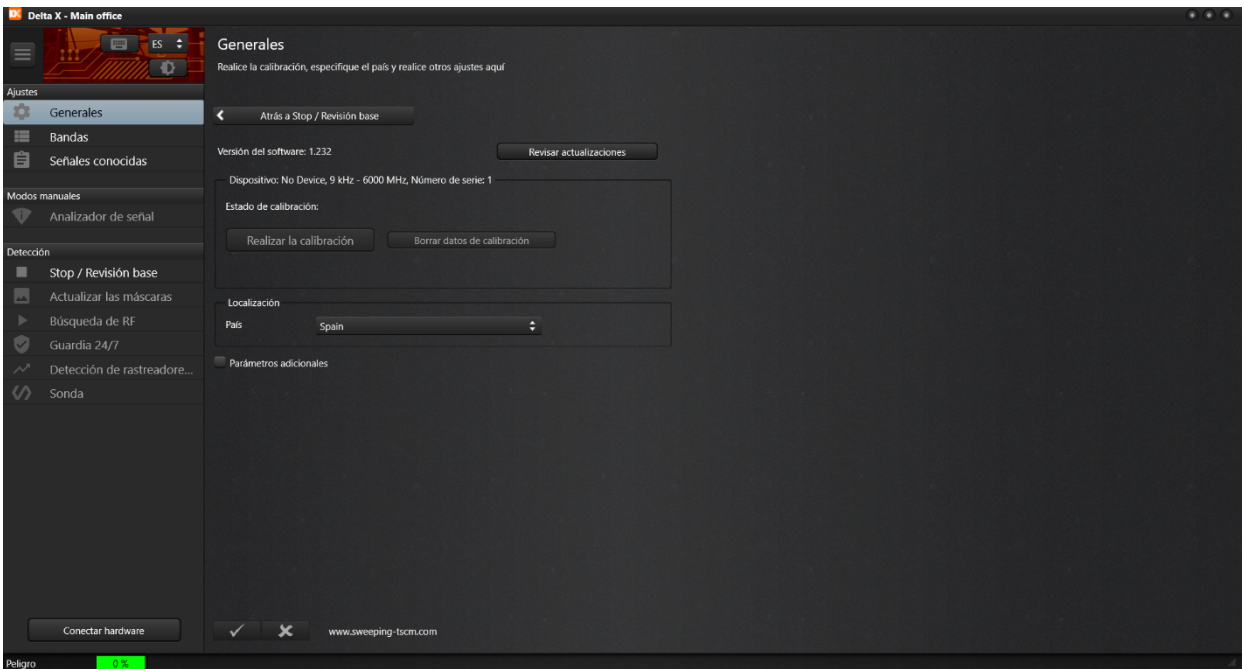 Delta X - Main office
ES
Ajustes
Generales
Bandas
Señales conocidas
Modos manuales
Analizador de señal
Detección
Stop / Revisión base
Actualizar las máscaras
Búsqueda de RF
Guardia 24/7
Detección de rastreadore...
Sonda
Conectar hardware
Peligro 0 %
Generales
Realice la calibración, especifique el país y realice otros ajustes aquí
Atrás a Stop / Revisión base
Versión del software: 1.232 Revisar actualizaciones
Dispositivo: No Device, 9 kHz - 6000 MHz, Número de serie: 1
Estado de calibración:
Realizar la calibración Borrar datos de calibración
Localización
País Spain
Parámetros adicionales
www.sweeping-tscm.com